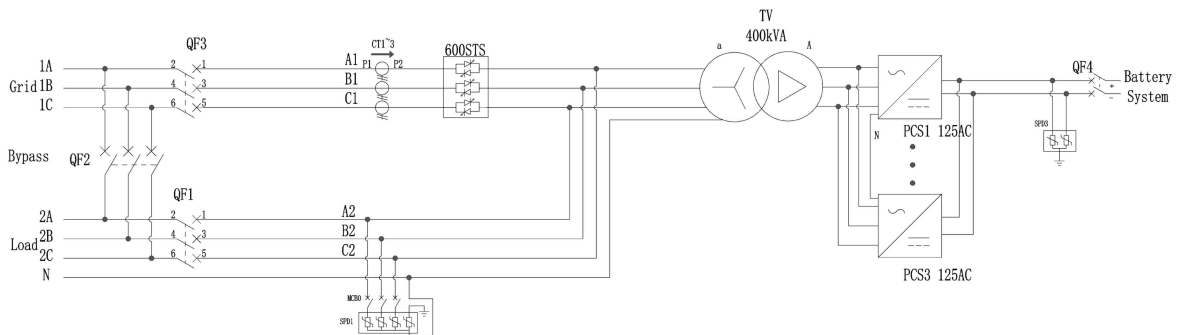 TV
400kVA
QF3
CT1~3
P1 P2
600STS
a
A
1A
2 1
A1
Grid
1B
4 3
B1
1C
6 5
C1
QF4
Battery
+
System
−
N
PCS1 125AC
SPD3
Bypass
QF2
QF1
2A
2 1
A2
Load
2B
4 3
B2
2C
6 5
C2
N
PCS3 125AC
MCB0
SPD1